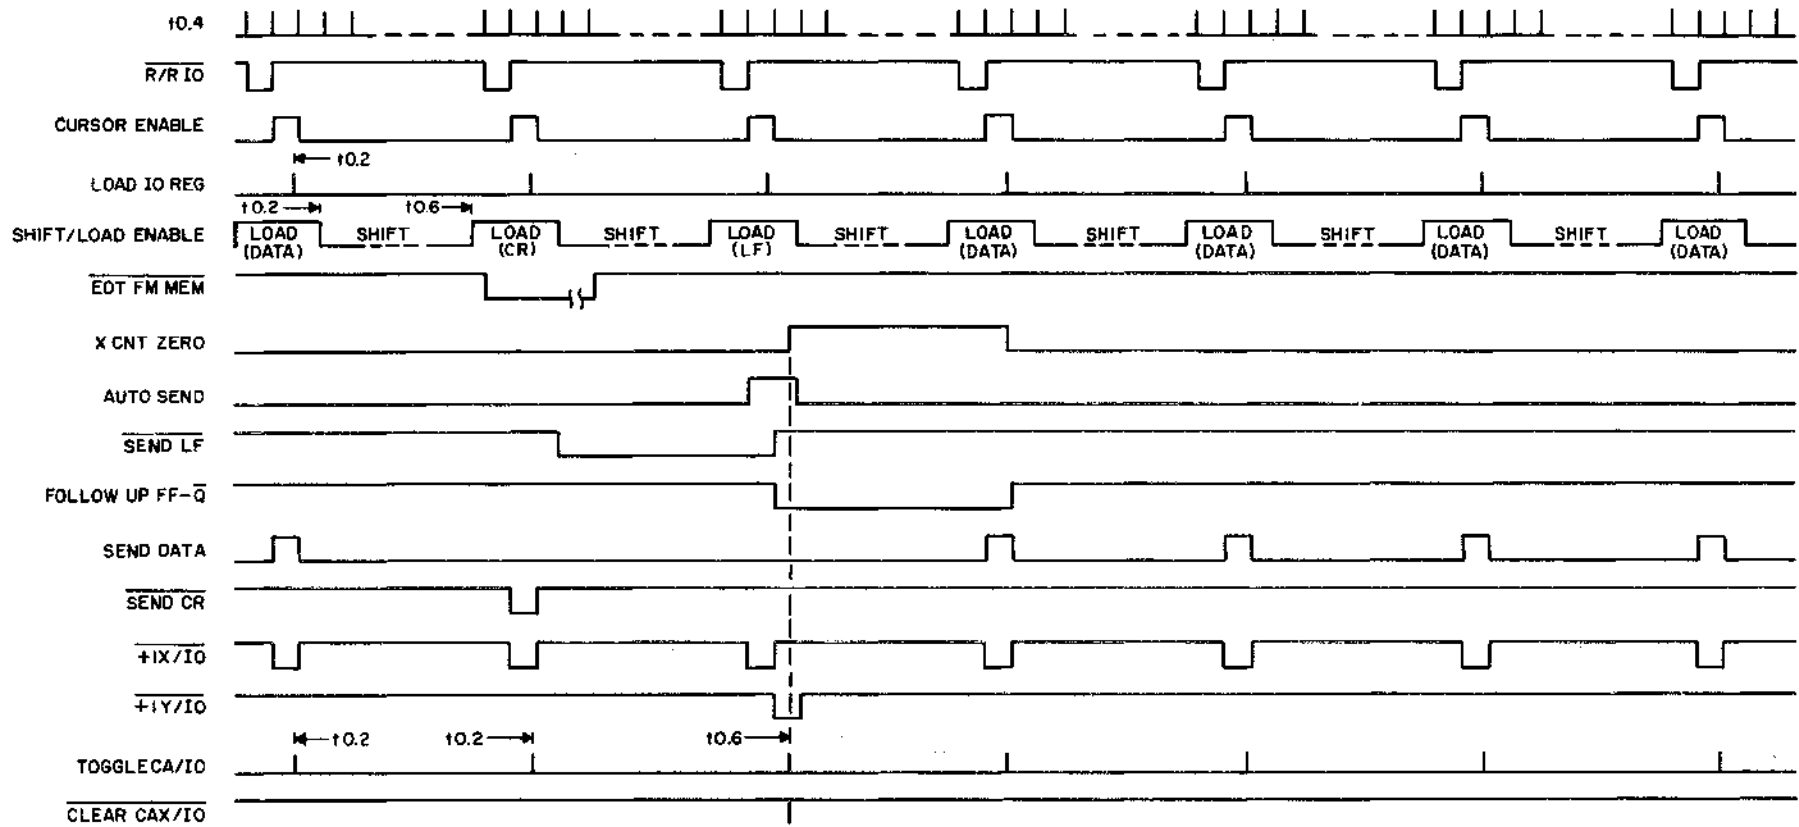 t0.4
R/R IO
CURSOR ENABLE
t0.2
LOAD IO REG
t0.2 t0.6
SHIFT/LOAD ENABLE
LOAD (DATA) SHIFT LOAD (CR) SHIFT LOAD (LF) SHIFT LOAD (DATA) SHIFT LOAD (DATA) SHIFT LOAD (DATA) SHIFT LOAD (DATA)
EOT FM MEM
X CNT ZERO
AUTO SEND
SEND LF
FOLLOW UP FF-Q
SEND DATA
SEND CR
+1X/IO
+1Y/IO
t0.2 t0.2 t0.6
TOGGLECA/IO
CLEAR CAX/IO